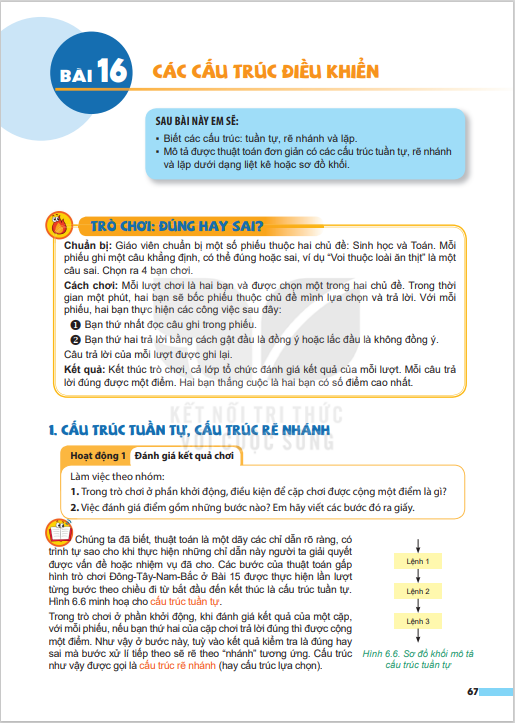 BÀI 16
CÁC CẤU TRÚC ĐIỀU KHIỂN
SAU BÀI NÀY EM SẼ:
• Biết các cấu trúc: tuần tự, rẽ nhánh và lặp.
• Mô tả được thuật toán đơn giản có các cấu trúc tuần tự, rẽ nhánh
và lặp dưới dạng liệt kê hoặc sơ đồ khối.
TRÒ CHƠI: ĐÚNG HAY SAI?
Chuẩn bị: Giáo viên chuẩn bị một số phiếu thuộc hai chủ đề: Sinh học và Toán. Mỗi
phiếu ghi một câu khẳng định, có thể đúng hoặc sai, ví dụ “Voi thuộc loài ăn thịt” là một
câu sai. Chọn ra 4 bạn chơi.
Cách chơi: Mỗi lượt chơi là hai bạn và được chọn một trong hai chủ đề. Trong thời
gian một phút, hai bạn sẽ bốc phiếu thuộc chủ đề mình lựa chọn và trả lời. Với mỗi
phiếu, hai bạn thực hiện các công việc sau đây:
1 Bạn thứ nhất đọc câu ghi trong phiếu.
2 Bạn thứ hai trả lời bằng cách gật đầu là đồng ý hoặc lắc đầu là không đồng ý.
Câu trả lời của mỗi lượt được ghi lại.
Kết quả: Kết thúc trò chơi, cả lớp tổ chức đánh giá kết quả của mỗi lượt. Mỗi câu trả
lời đúng được một điểm. Hai bạn thắng cuộc là hai bạn có số điểm cao nhất.
KẾT NỐI TRI THỨC
VỚI CUỘC SỐNG
1. CẤU TRÚC TUẦN TỰ, CẤU TRÚC RẼ NHÁNH
Hoạt động 1 Đánh giá kết quả chơi
Làm việc theo nhóm:
1. Trong trò chơi ở phần khởi động, điều kiện để cặp chơi được cộng một điểm là gì?
2. Việc đánh giá điểm gồm những bước nào? Em hãy viết các bước đó ra giấy.
Chúng ta đã biết, thuật toán là một dãy các chỉ dẫn rõ ràng, có
trình tự sao cho khi thực hiện những chỉ dẫn này người ta giải quyết
được vấn đề hoặc nhiệm vụ đã cho. Các bước của thuật toán gấp
hình trò chơi Đông-Tây-Nam-Bắc ở Bài 15 được thực hiện lần lượt
từng bước theo chiều đi từ bắt đầu đến kết thúc là cấu trúc tuần tự.
Hình 6.6 minh hoạ cho cấu trúc tuần tự.
Trong trò chơi ở phần khởi động, khi đánh giá kết quả của một cặp,
với mỗi phiếu, nếu bạn thứ hai của cặp chơi trả lời đúng thì được cộng
một điểm. Như vậy ở bước này, tuỳ vào kết quả kiểm tra là đúng hay
sai mà bước xử lí tiếp theo sẽ rẽ theo “nhánh” tương ứng. Cấu trúc
như vậy được gọi là cấu trúc rẽ nhánh (hay cấu trúc lựa chọn).
Lệnh 1
Lệnh 2
Lệnh 3
Hình 6.6. Sơ đồ khối mô tả
cấu trúc tuần tự
67